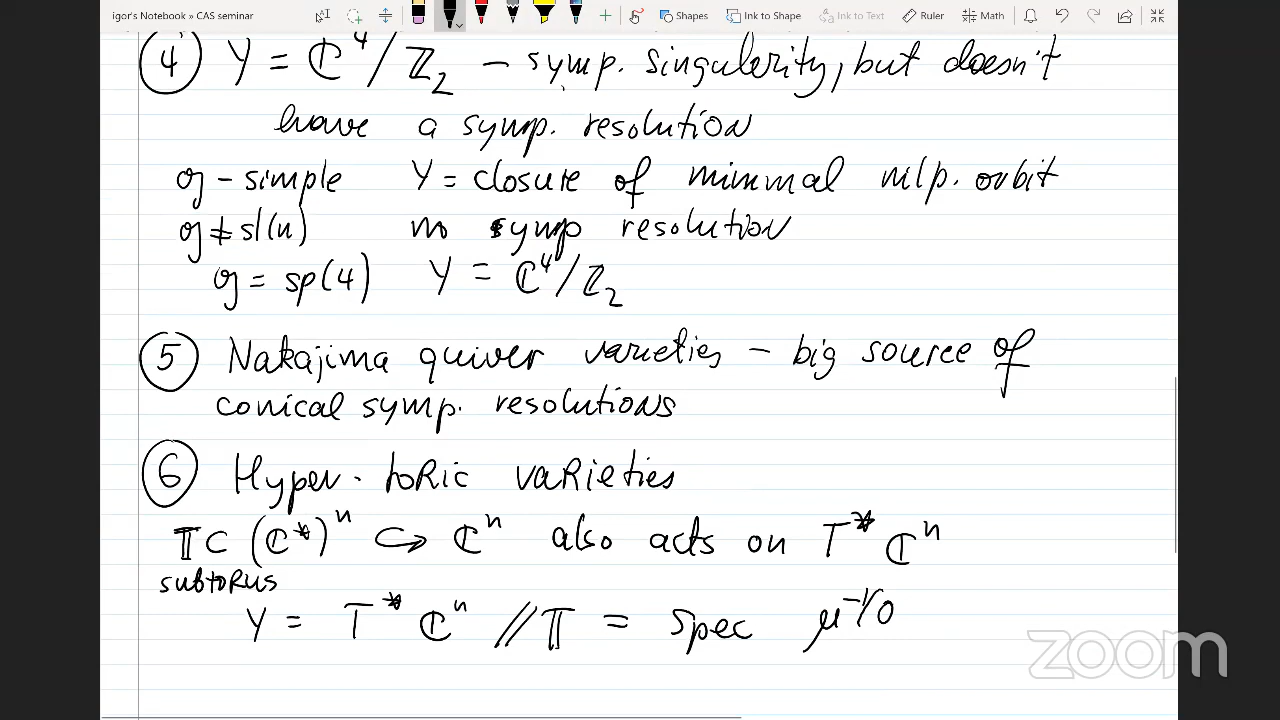 igor's Notebook » CAS seminar
Shapes Ink to Shape Ink to Text Ruler Math
④ Y = ℂ⁴/ℤ₂ – symp. singularity, but doesn't
have a symp. resolution
𝔤 - simple Y = closure of minimal nilp. orbit
𝔤 ≠ sl(n) no symp resolution
𝔤 = sp(4) Y = ℂ⁴/ℤ₂
⑤ Nakajima quiver varieties – big source of
conical symp. resolutions
⑥ Hyper-toric varieties
𝕋 ⊂ (ℂ*)ⁿ ↪ ℂⁿ also acts on T*ℂⁿ
subtorus
Y = T*ℂⁿ // 𝕋 = Spec μ⁻¹(0
zoom